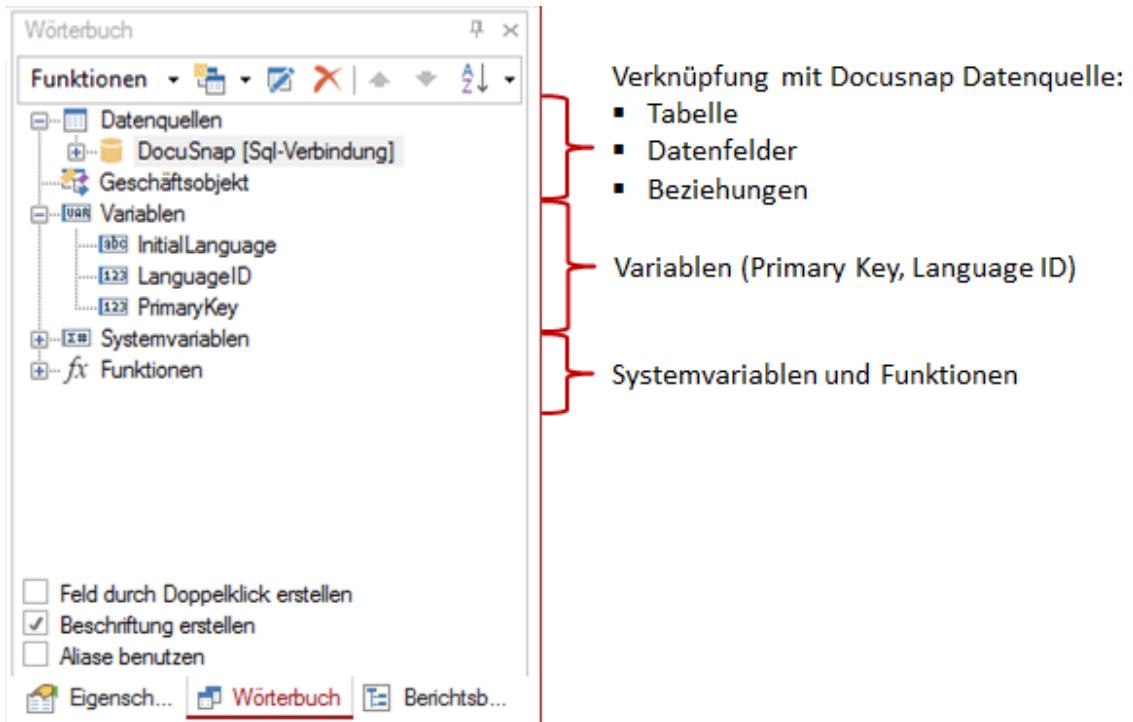 Wörterbuch
Funktionen
Datenquellen
DocuSnap [Sql-Verbindung]
Geschäftsobjekt
Variablen
InitialLanguage
LanguageID
PrimaryKey
Systemvariablen
Funktionen
Feld durch Doppelklick erstellen
Beschriftung erstellen
Aliase benutzen
Eigensch... Wörterbuch Berichtsb...
Verknüpfung mit Docusnap Datenquelle:
▪ Tabelle
▪ Datenfelder
▪ Beziehungen
Variablen (Primary Key, Language ID)
Systemvariablen und Funktionen